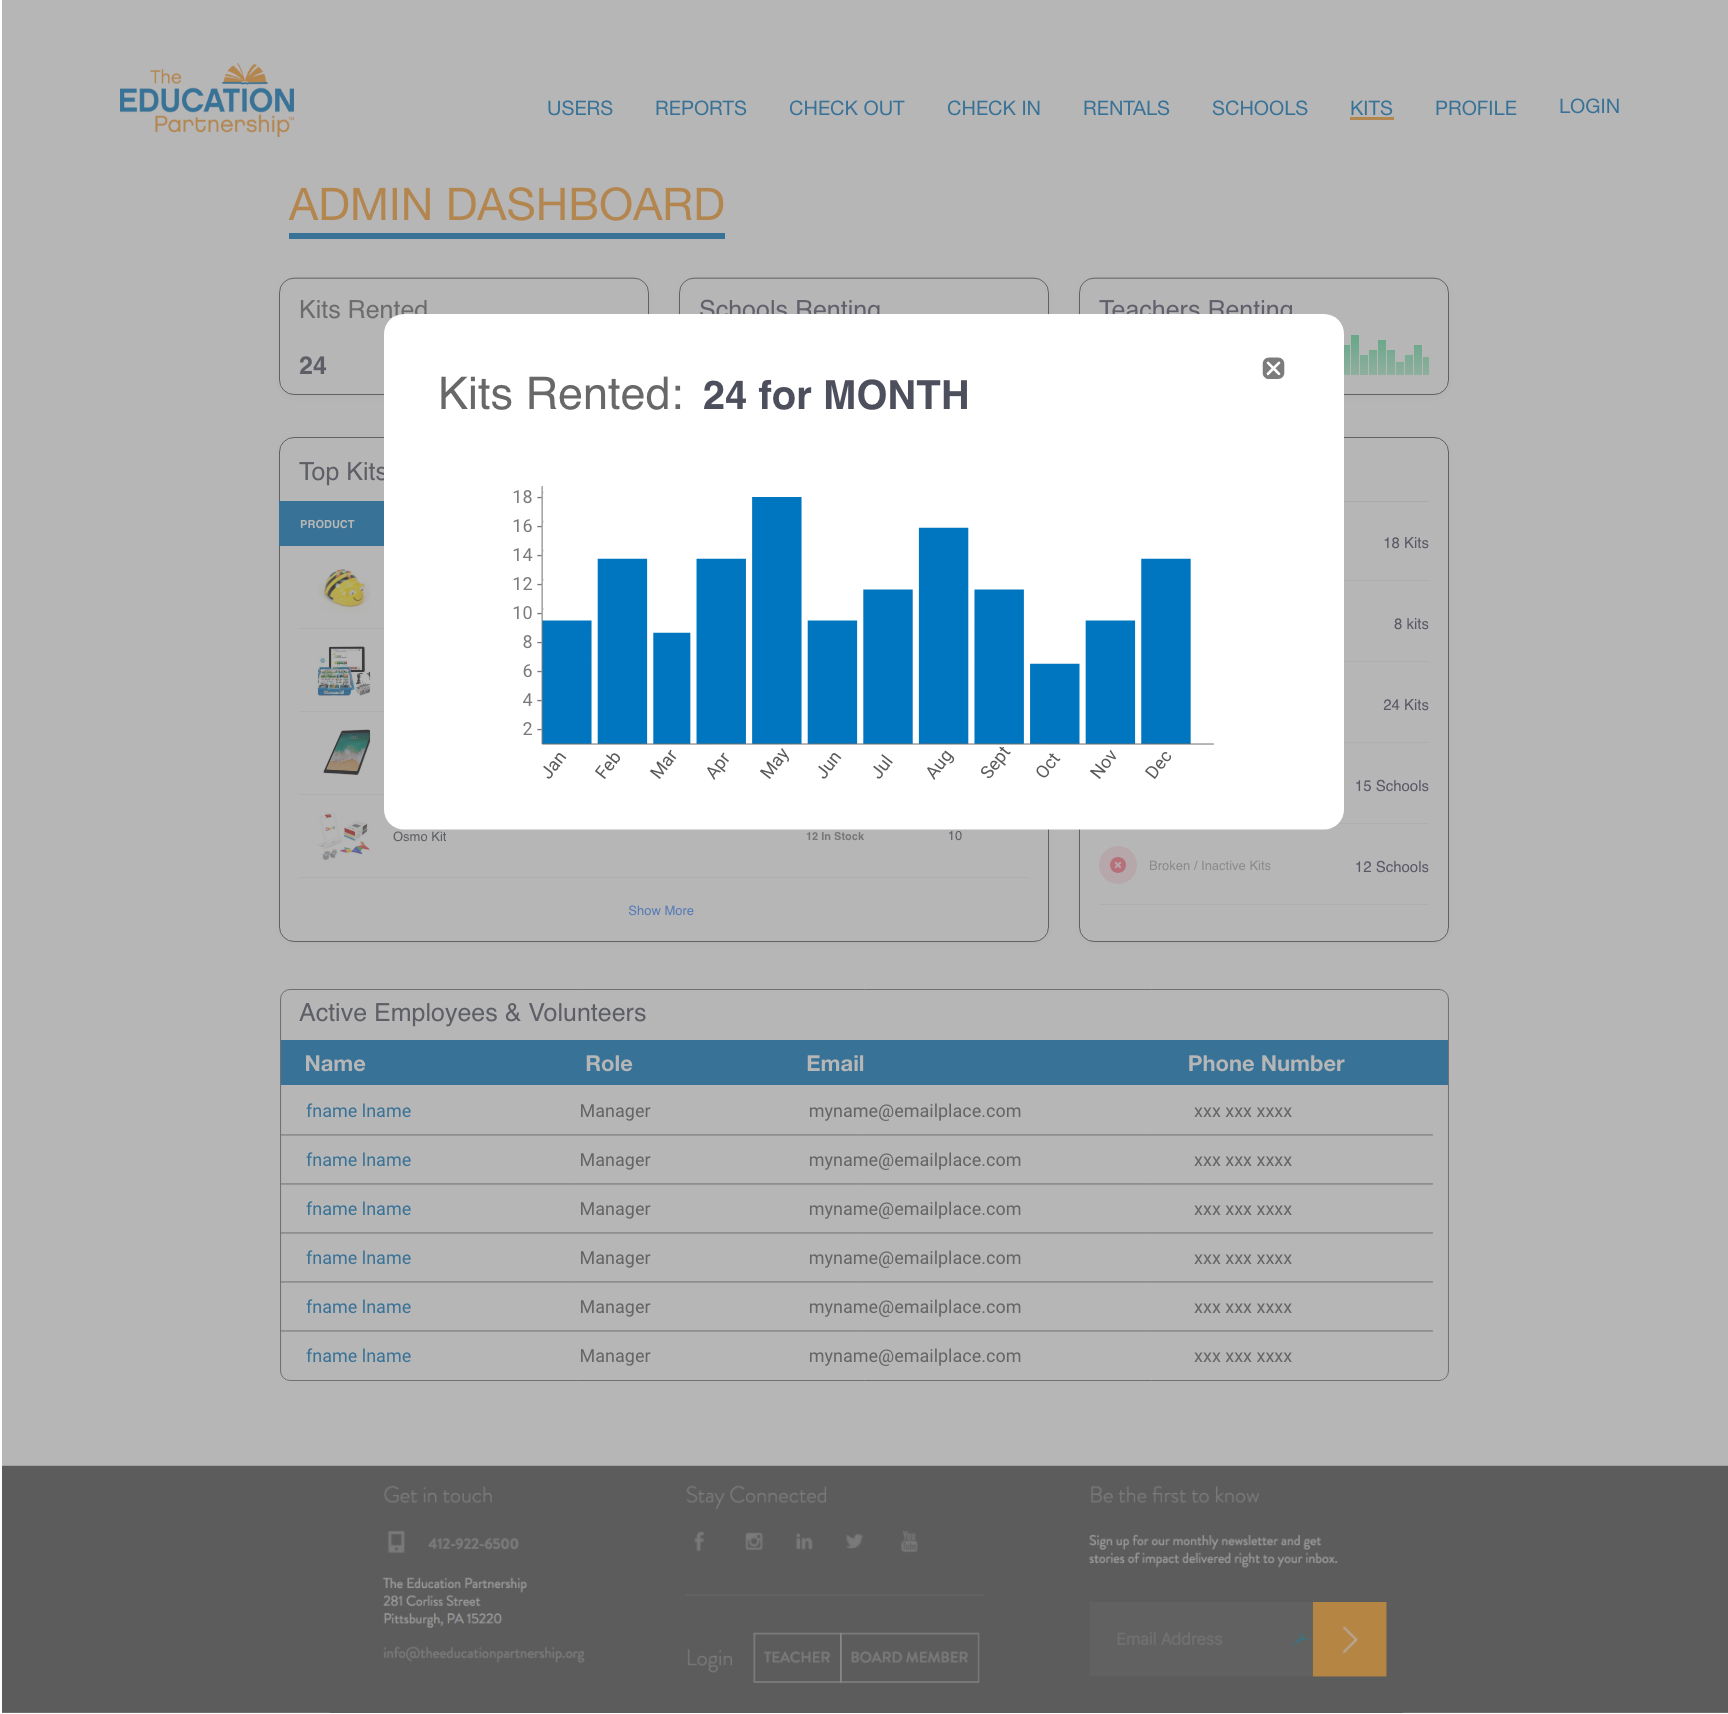 The
EDUCATION
Partnership™
USERS REPORTS CHECK OUT CHECK IN RENTALS SCHOOLS KITS PROFILE LOGIN
ADMIN DASHBOARD
Kits Rented
Schools Renting
Teachers Renting
24
Kits Rented: 24 for MONTH
Top Kits
PRODUCT
18
16
14
12
10
8
6
4
2
Jan Feb Mar Apr May Jun Jul Aug Sept Oct Nov Dec
18 Kits
8 kits
24 Kits
15 Schools
Osmo Kit 12 In Stock 10
Broken / Inactive Kits 12 Schools
Show More
Active Employees & Volunteers
Name Role Email Phone Number
fname lname Manager myname@emailplace.com xxx xxx xxxx
fname lname Manager myname@emailplace.com xxx xxx xxxx
fname lname Manager myname@emailplace.com xxx xxx xxxx
fname lname Manager myname@emailplace.com xxx xxx xxxx
fname lname Manager myname@emailplace.com xxx xxx xxxx
fname lname Manager myname@emailplace.com xxx xxx xxxx
Get in touch
412-922-6500
The Education Partnership
281 Corliss Street
Pittsburgh, PA 15220
info@theeducationpartnership.org
Stay Connected
Login TEACHER BOARD MEMBER
Be the first to know
Sign up for our monthly newsletter and get
stories of impact delivered right to your inbox.
Email Address